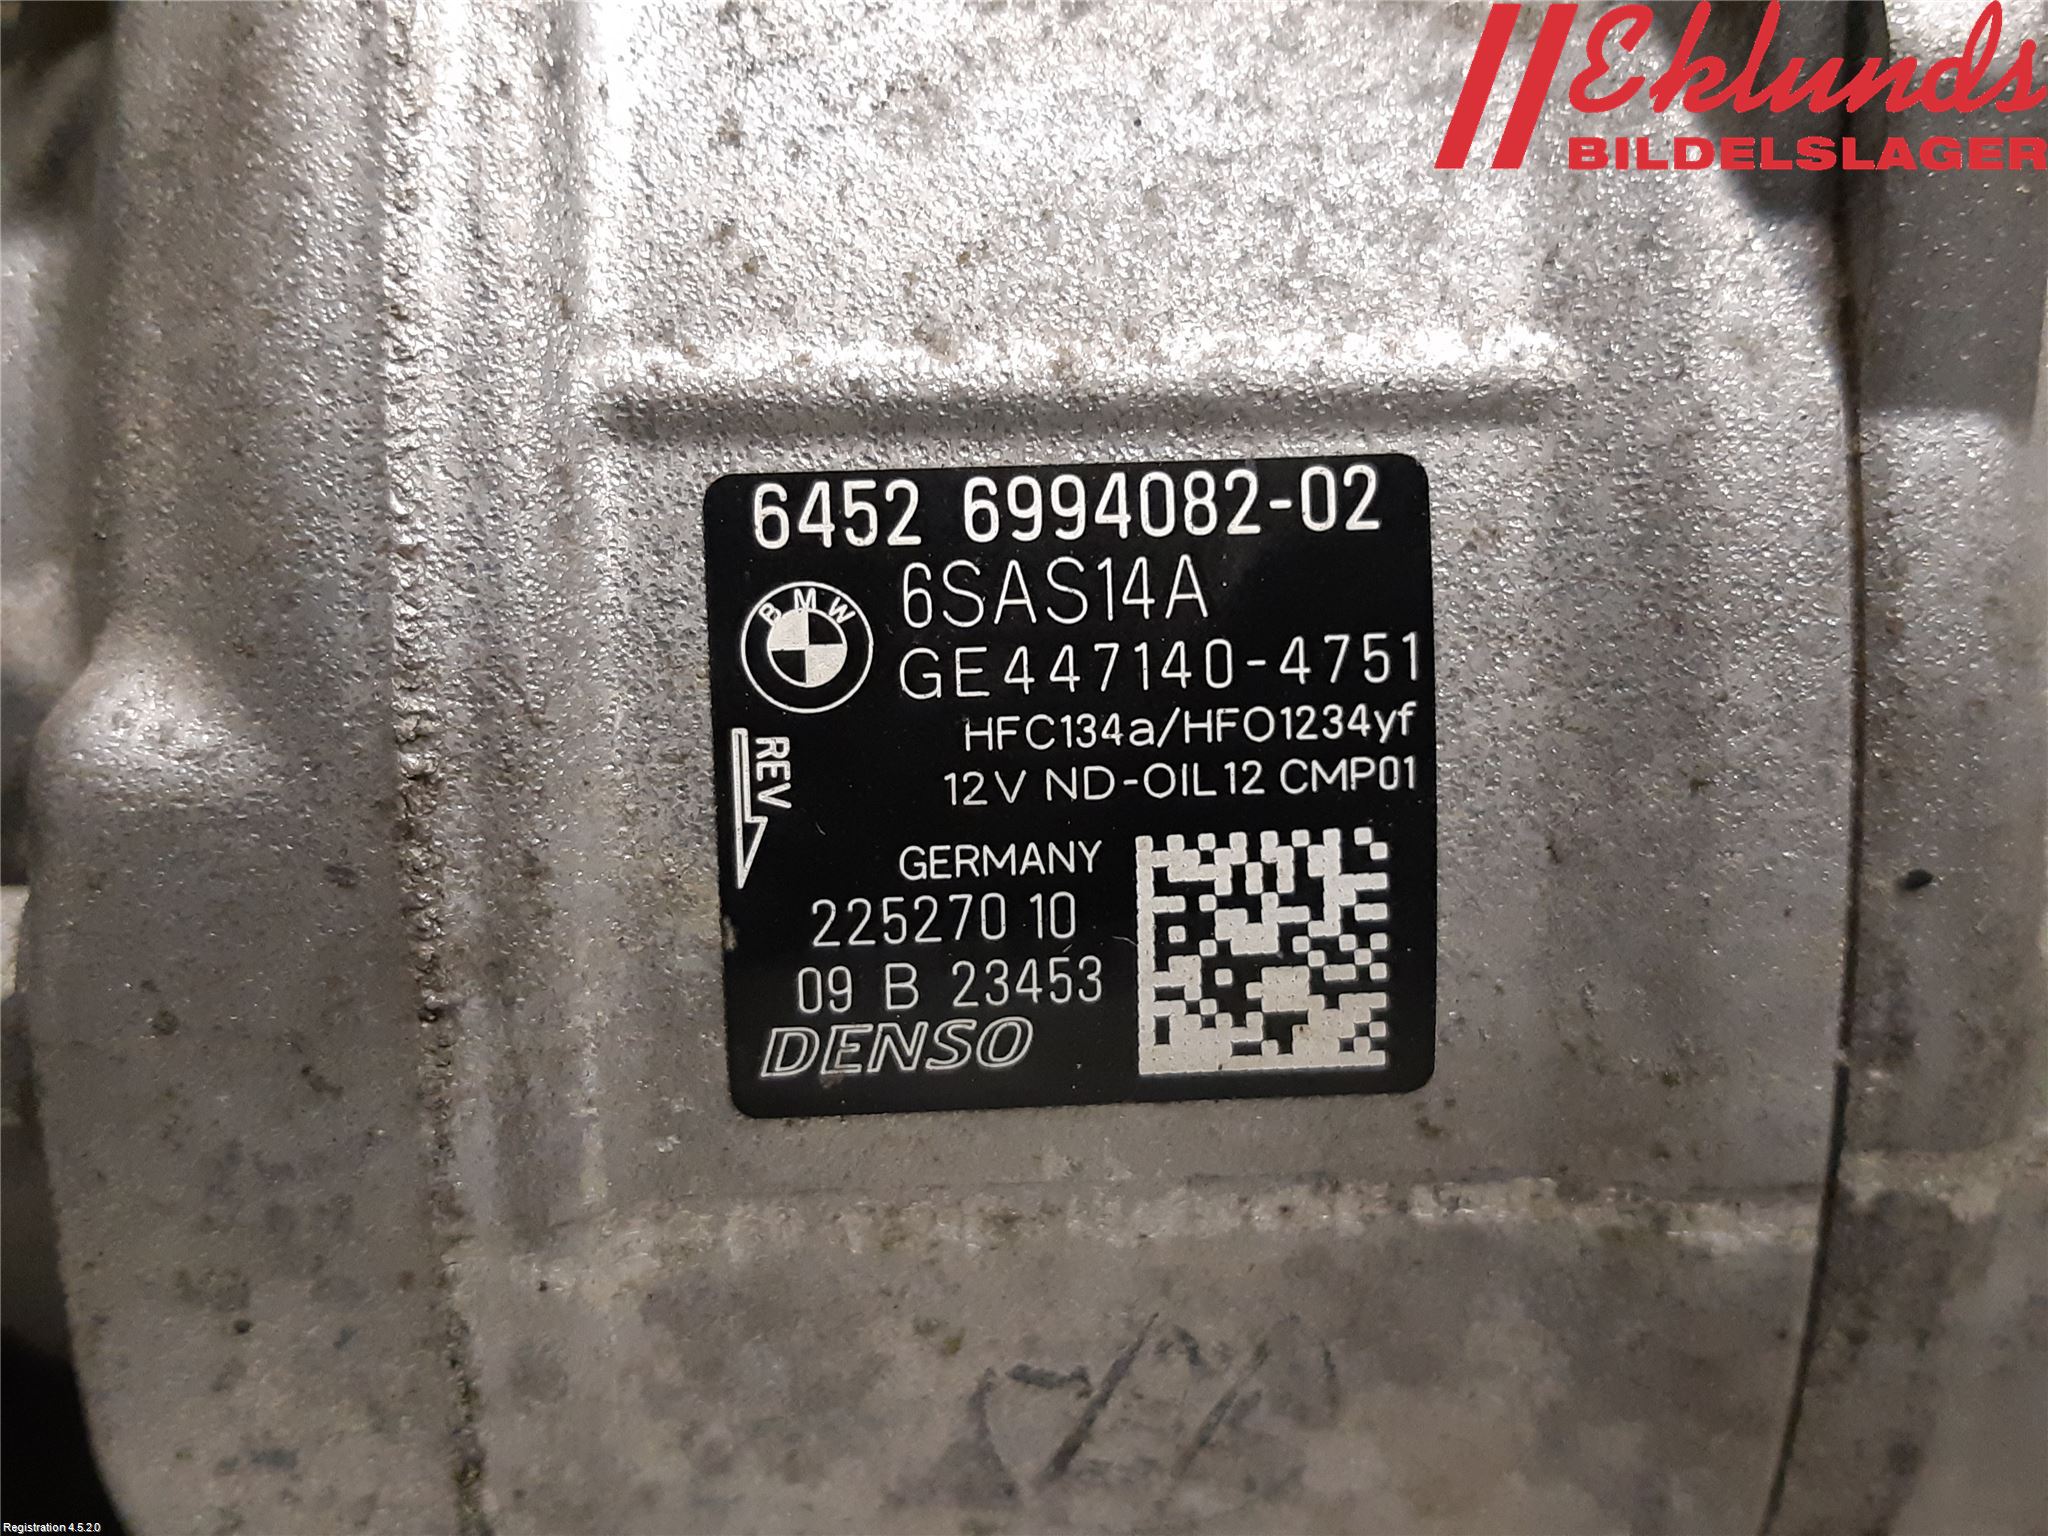 Eklunds
BILDELSLAGER
6452 6994082-02
BMW
6SAS14A
GE447140-4751
HFC134a/HFO1234yf
12V ND-OIL12 CMP01
REV
GERMANY
225270 10
09 B 23453
DENSO
Registration 4.5.2.0